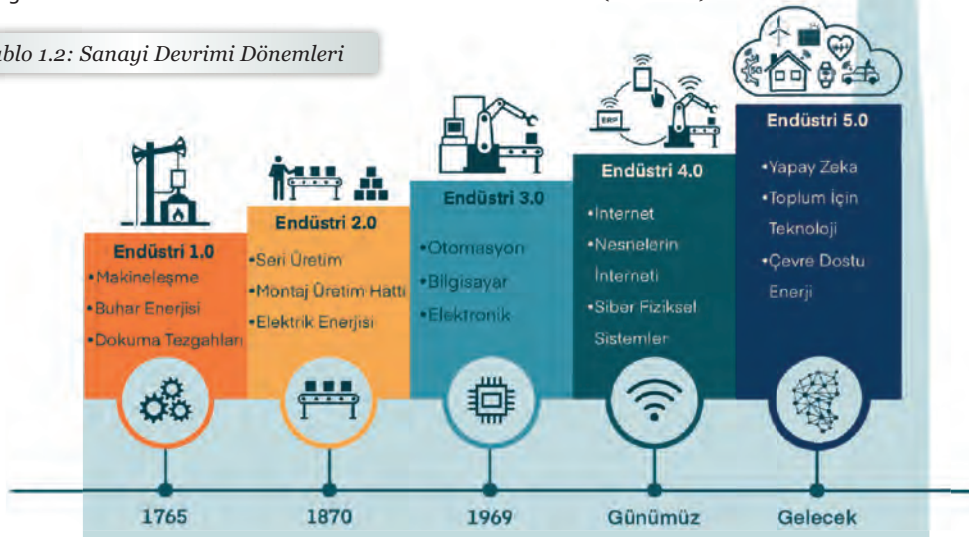 ablo 1.2: Sanayi Devrimi Dönemleri
Endüstri 1.0
•Makineleşme
•Buhar Enerjisi
•Dokuma Tezgahları
Endüstri 2.0
•Seri Üretim
•Montaj Üretim Hattı
•Elektrik Enerjisi
Endüstri 3.0
•Otomasyon
•Bilgisayar
•Elektronik
ERP
Endüstri 4.0
•İnternet
•Nesnelerin
İnterneti
•Siber Fiziksel
Sistemler
5G
Endüstri 5.0
•Yapay Zeka
•Toplum İçin
Teknoloji
•Çevre Dostu
Enerji
1765
1870
1969
Günümüz
Gelecek